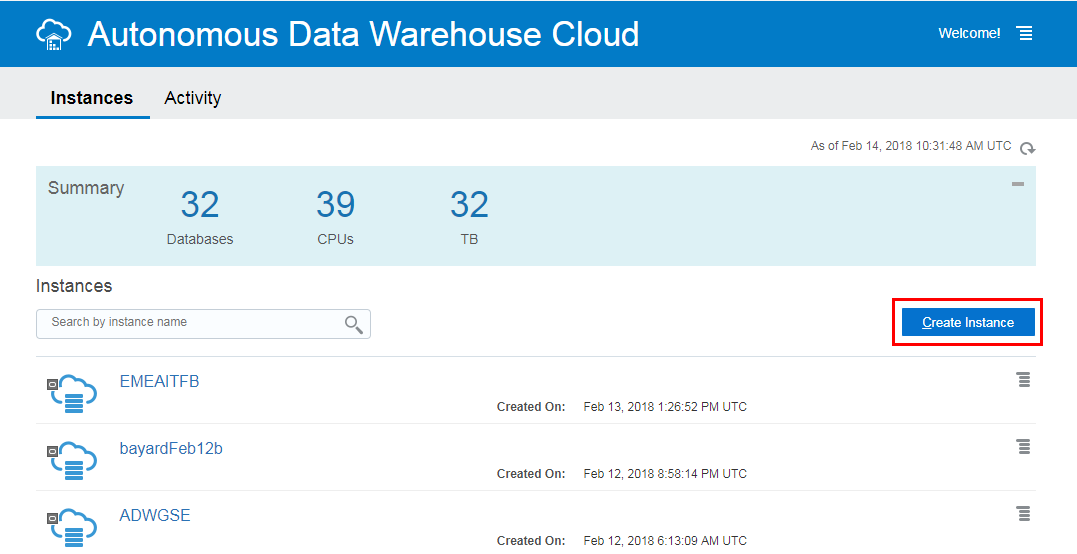 Autonomous Data Warehouse Cloud
Welcome!
Instances Activity
As of Feb 14, 2018 10:31:48 AM UTC
Summary
32 39 32
Databases CPUs TB
Instances
Search by instance name
Create Instance
EMEAITFB
Created On: Feb 13, 2018 1:26:52 PM UTC
bayardFeb12b
Created On: Feb 12, 2018 8:58:14 PM UTC
ADWGSE
Created On: Feb 12, 2018 6:13:09 AM UTC